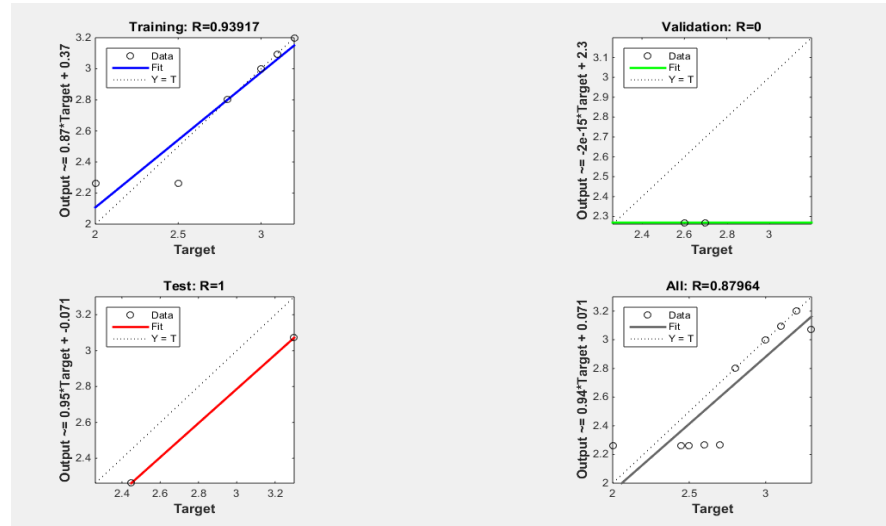 Training: R=0.93917
Output ~= 0.87*Target + 0.37
3.2
3
2.8
2.6
2.4
2.2
2
Data
Fit
Y = T
2
2.5
3
Target
Validation: R=0
Output ~= -2e-15*Target + 2.3
3.1
3
2.9
2.8
2.7
2.6
2.5
2.4
2.3
Data
Fit
Y = T
2.4
2.6
2.8
3
Target
Test: R=1
Output ~= 0.95*Target + -0.071
3.2
3
2.8
2.6
2.4
Data
Fit
Y = T
2.4
2.6
2.8
3
3.2
Target
All: R=0.87964
Output ~= 0.94*Target + 0.071
3.2
3
2.8
2.6
2.4
2.2
2
Data
Fit
Y = T
2
2.5
3
Target